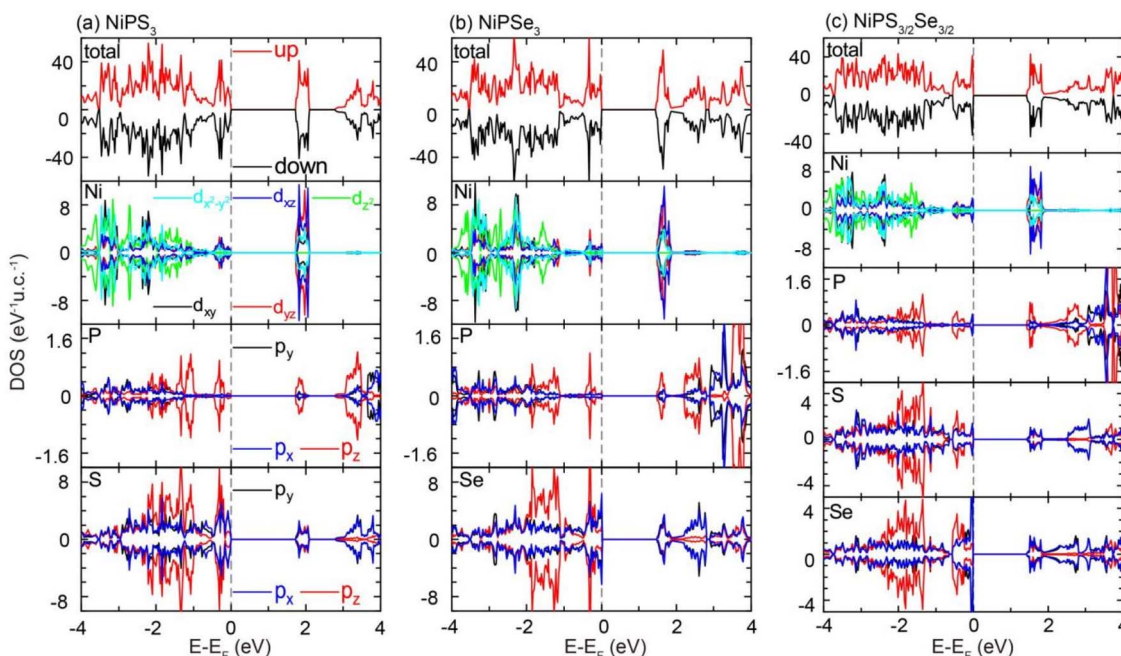 (a) NiPS3
(b) NiPSe3
(c) NiPS3/2Se3/2
DOS (eV-1u.c.-1)
total
up
down
40
0
-40
Ni
dx2-y2
dxz
dz2
dxy
dyz
8
0
-8
P
py
px
pz
1.6
0
-1.6
S
py
px
pz
8
0
-8
-4 -2 0 2 4
E-EF (eV)
total
40
0
-40
Ni
8
0
-8
P
1.6
0
-1.6
Se
8
0
-8
-4 -2 0 2 4
E-EF (eV)
total
40
0
-40
Ni
8
0
-8
P
1.6
0
-1.6
S
4
0
-4
Se
4
0
-4
-4 -2 0 2 4
E-EF (eV)